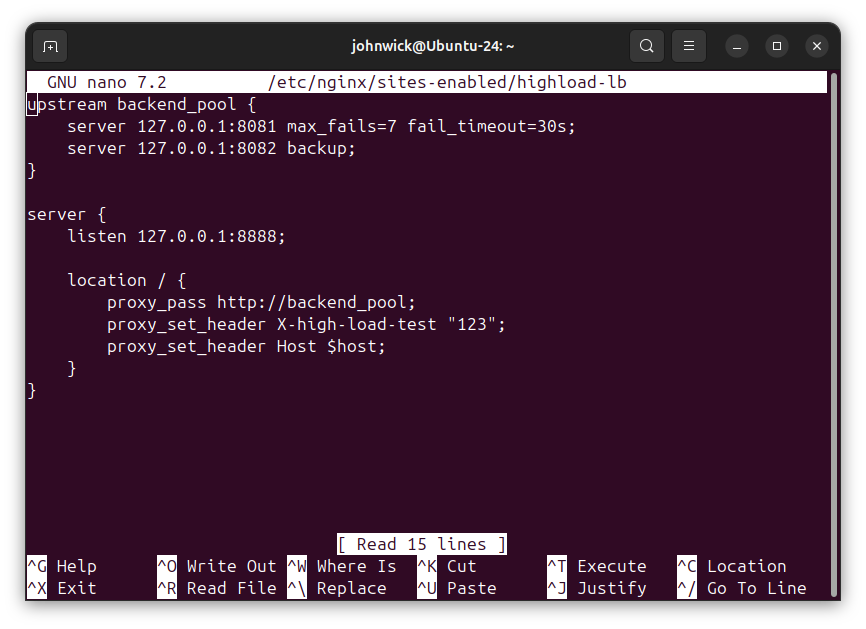 johnwick@Ubuntu-24: ~
GNU nano 7.2 /etc/nginx/sites-enabled/highload-lb
upstream backend_pool {
    server 127.0.0.1:8081 max_fails=7 fail_timeout=30s;
    server 127.0.0.1:8082 backup;
}

server {
    listen 127.0.0.1:8888;

    location / {
        proxy_pass http://backend_pool;
        proxy_set_header X-high-load-test "123";
        proxy_set_header Host $host;
    }
}
[ Read 15 lines ]
^G Help ^O Write Out ^W Where Is ^K Cut ^T Execute ^C Location
^X Exit ^R Read File ^\ Replace ^U Paste ^J Justify ^/ Go To Line